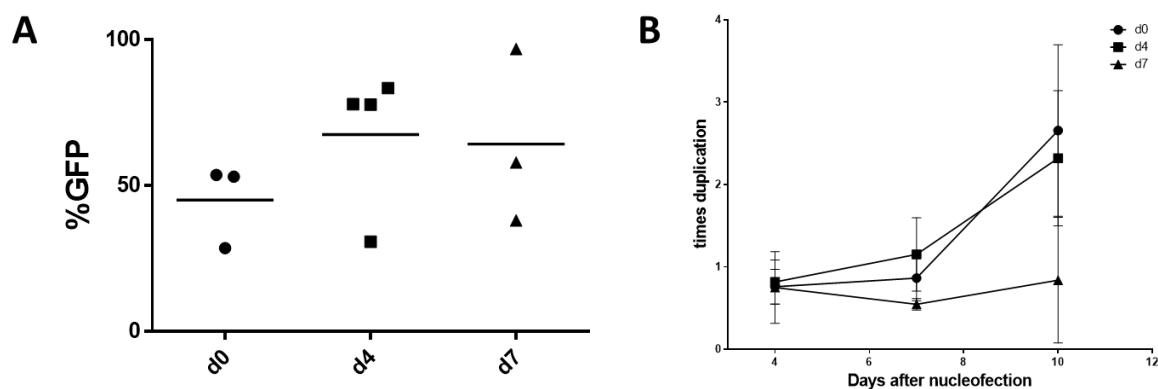 A
%GFP
100
50
0
d0
d4
d7
B
times duplication
4
3
2
1
0
4
6
8
10
12
Days after nucleofection
d0
d4
d7